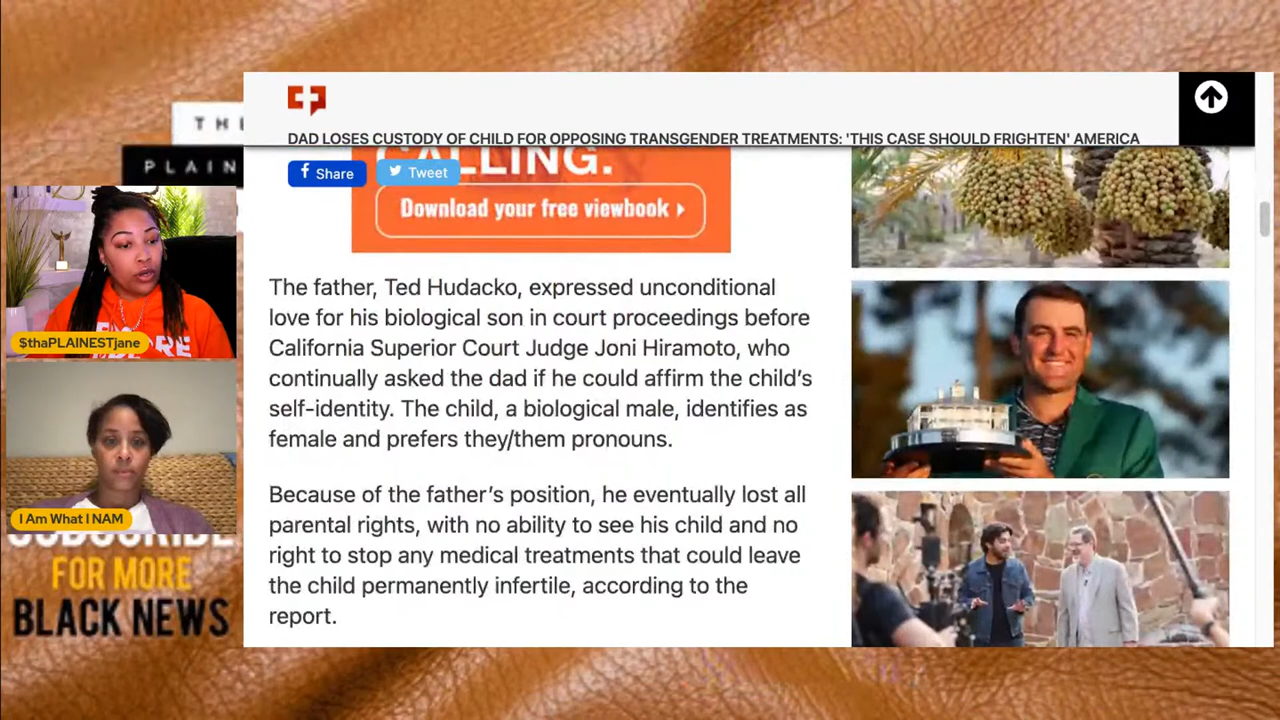 THE
PLAIN
DAD LOSES CUSTODY OF CHILD FOR OPPOSING TRANSGENDER TREATMENTS: 'THIS CASE SHOULD FRIGHTEN' AMERICA
CALLING.
Share
Tweet
Download your free viewbook
The father, Ted Hudacko, expressed unconditional
love for his biological son in court proceedings before
California Superior Court Judge Joni Hiramoto, who
continually asked the dad if he could affirm the child's
self-identity. The child, a biological male, identifies as
female and prefers they/them pronouns.
Because of the father's position, he eventually lost all
parental rights, with no ability to see his child and no
right to stop any medical treatments that could leave
the child permanently infertile, according to the
report.
$thaPLAINESTjane
I Am What I NAM
SUBSCRIBE
FOR MORE
BLACK NEWS